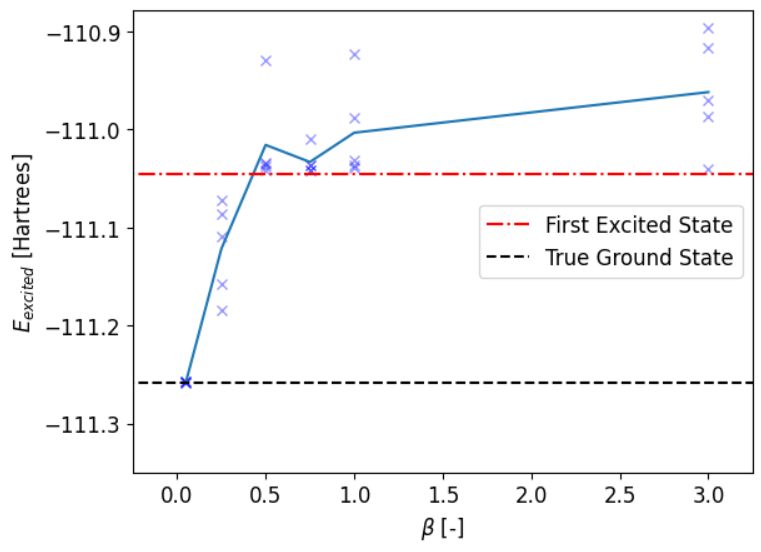 −110.9
−111.0
−111.1
−111.2
−111.3
E_excited [Hartrees]
First Excited State
True Ground State
0.0 0.5 1.0 1.5 2.0 2.5 3.0
β [-]